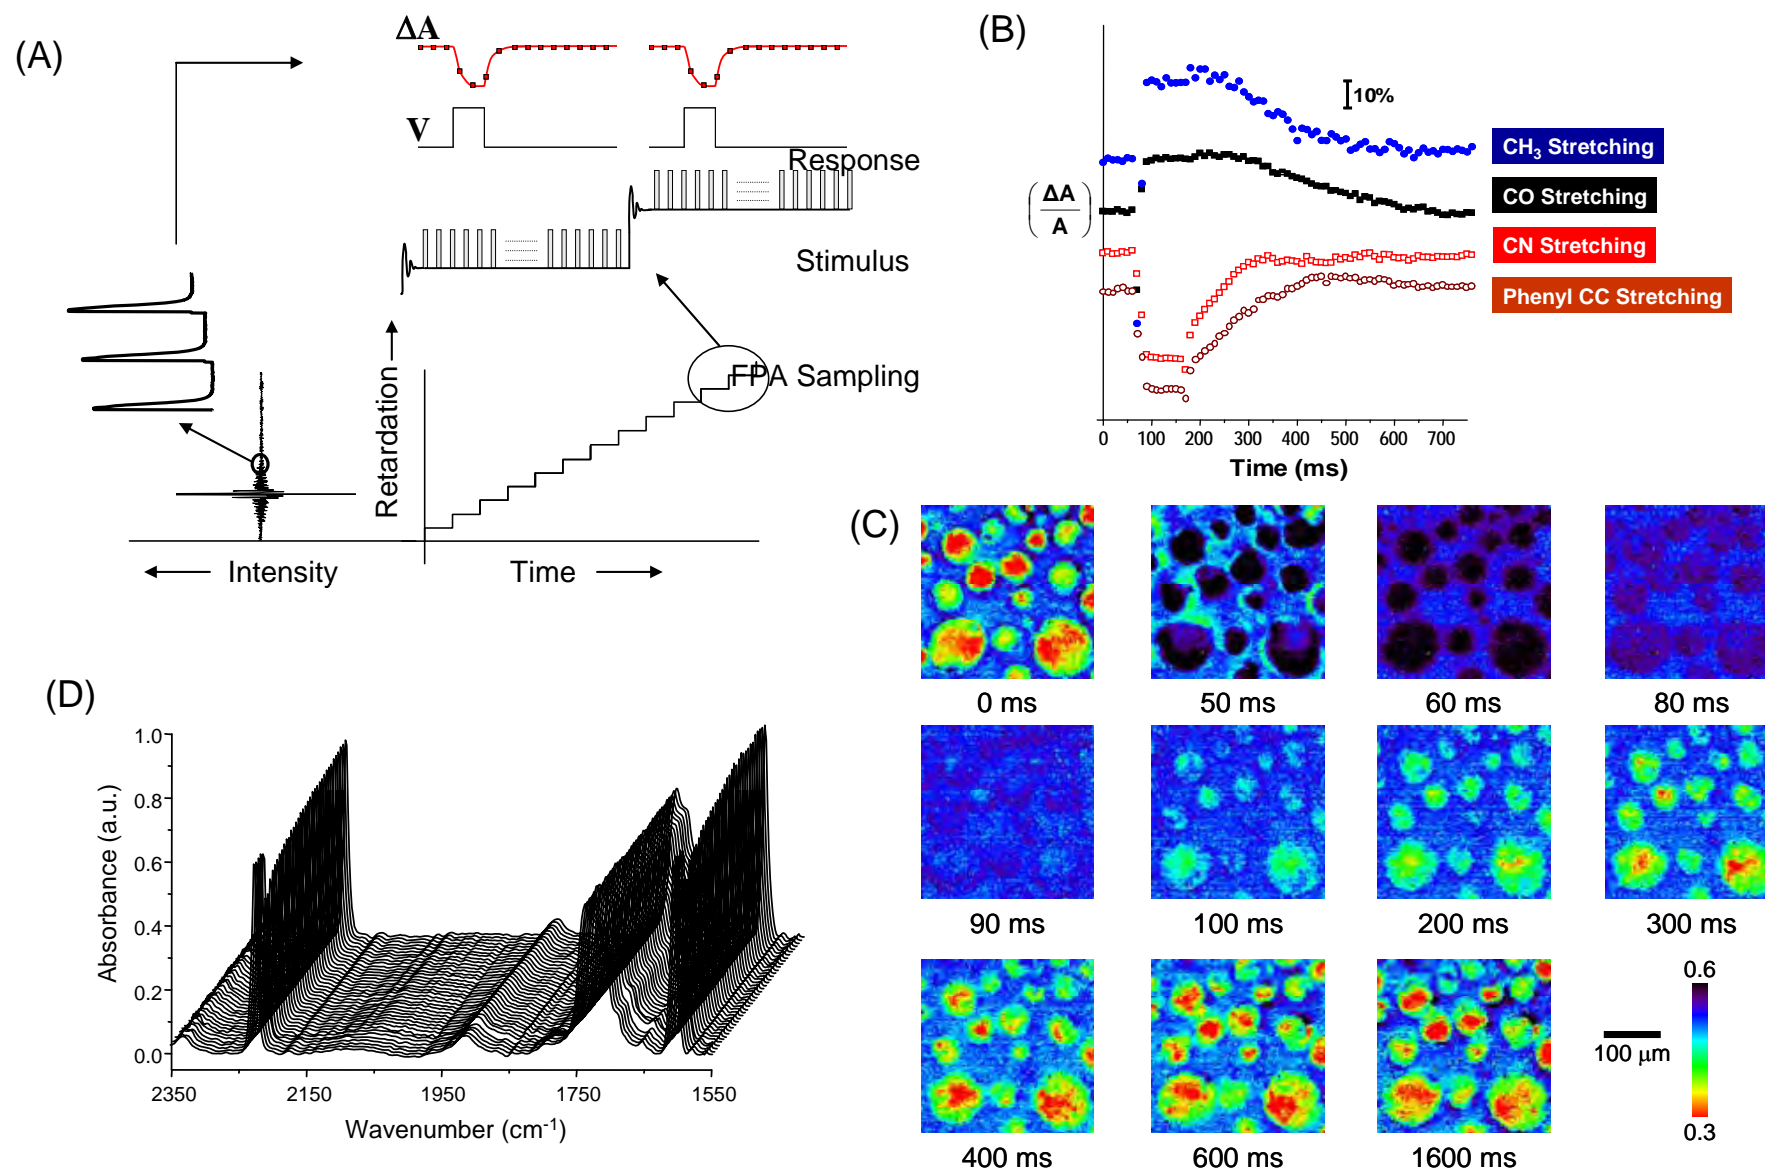 (A)
ΔA
V
Response
Stimulus
FPA Sampling
Retardation
Intensity
Time
(B)
10%
(ΔA/A)
CH3 Stretching
CO Stretching
CN Stretching
Phenyl CC Stretching
0 100 200 300 400 500 600 700
Time (ms)
(C)
0 ms 50 ms 60 ms 80 ms
90 ms 100 ms 200 ms 300 ms
400 ms 600 ms 1600 ms
0.6
0.3
100 μm
(D)
1.0
0.8
0.6
0.4
0.2
0.0
Absorbance (a.u.)
2350 2150 1950 1750 1550
Wavenumber (cm-1)